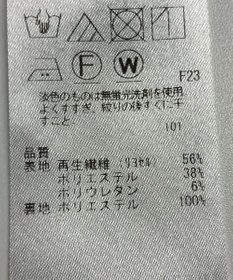 F W
F23
淡色のものは無蛍光洗剤を使用
よくすすぎ、絞りの後すぐに干
すこと。
101
品質
表地 再生繊維 (リヨセル) 56%
ポリエステル 38%
ポリウレタン 6%
裏地 ポリエステル 100%